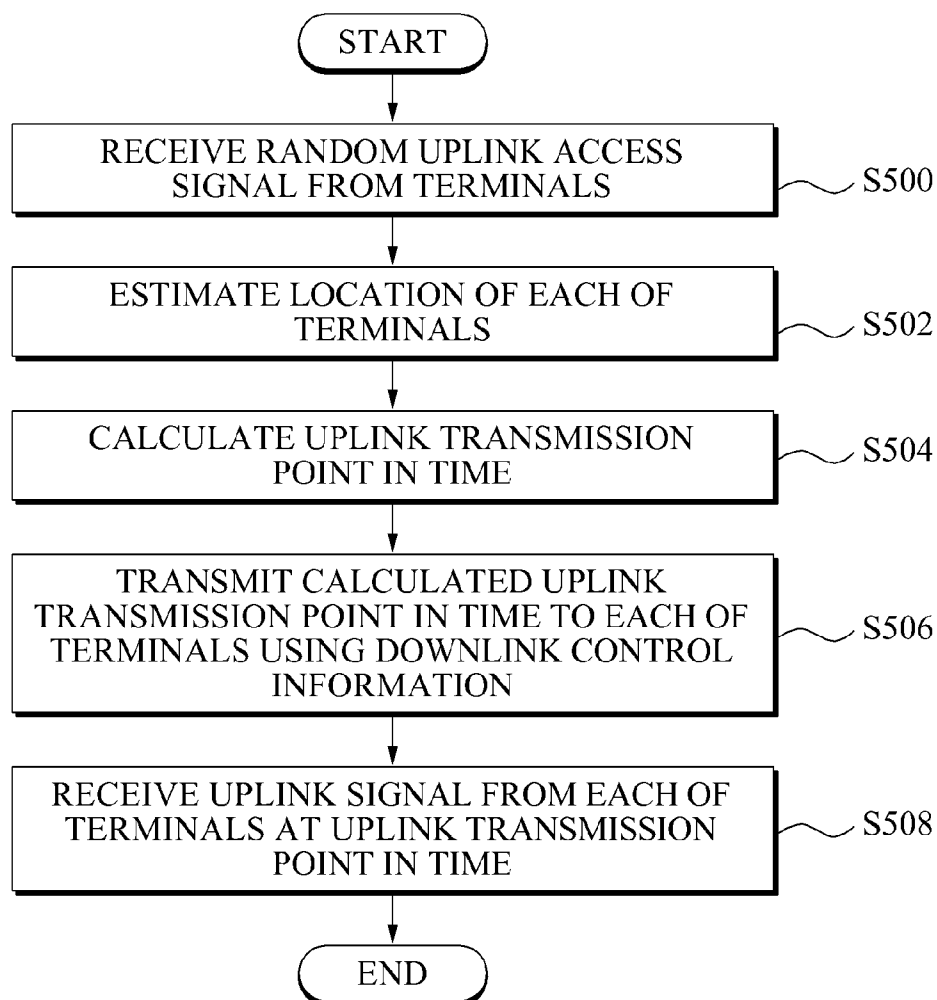 START
RECEIVE RANDOM UPLINK ACCESS
SIGNAL FROM TERMINALS
S500
ESTIMATE LOCATION OF EACH OF
TERMINALS
S502
CALCULATE UPLINK TRANSMISSION
POINT IN TIME
S504
TRANSMIT CALCULATED UPLINK
TRANSMISSION POINT IN TIME TO EACH OF
TERMINALS USING DOWNLINK CONTROL
INFORMATION
S506
RECEIVE UPLINK SIGNAL FROM EACH OF
TERMINALS AT UPLINK TRANSMISSION
POINT IN TIME
S508
END